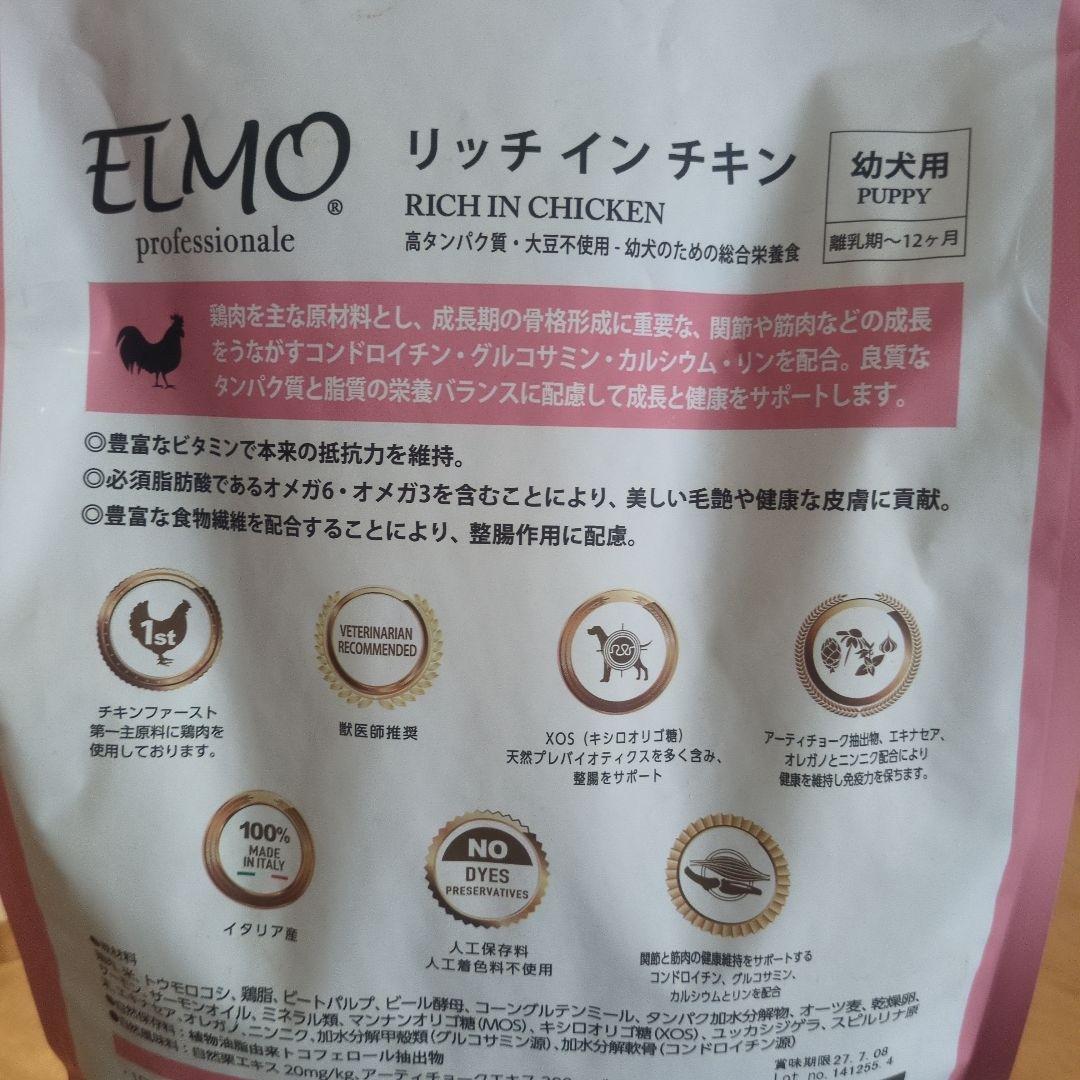 ELMO®
professionale
リッチ イン チキン
RICH IN CHICKEN
高タンパク質・大豆不使用 - 幼犬のための総合栄養食
幼犬用
PUPPY
離乳期〜12ヶ月
鶏肉を主な原材料とし、成長期の骨格形成に重要な、関節や筋肉などの成長
をうながすコンドロイチン・グルコサミン・カルシウム・リンを配合。良質な
タンパク質と脂質の栄養バランスに配慮して成長と健康をサポートします。
◎豊富なビタミンで本来の抵抗力を維持。
◎必須脂肪酸であるオメガ6・オメガ3を含むことにより、美しい毛艶や健康な皮膚に貢献。
◎豊富な食物繊維を配合することにより、整腸作用に配慮。
1st
チキンファースト
第一主原料に鶏肉を
使用しております。
VETERINARIAN
RECOMMENDED
獣医師推奨
XOS（キシロオリゴ糖）
天然プレバイオティクスを多く含み、
整腸をサポート
アーティチョーク抽出物、エキナセア、
オレガノとニンニク配合により
健康を維持し免疫力を保ちます。
100%
MADE
IN ITALY
イタリア産
NO
DYES
PRESERVATIVES
人工保存料
人工着色料不使用
関節と筋肉の健康維持をサポートする
コンドロイチン、グルコサミン、
カルシウムとリンを配合
●原材料
鶏肉、米、トウモロコシ、鶏脂、ビートパルプ、ビール酵母、コーングルテンミール、タンパク加水分解物、オーツ麦、乾燥卵、
サーモン、サーモンオイル、ミネラル類、マンナンオリゴ糖(MOS)、キシロオリゴ糖(XOS)、ユッカシジゲラ、スピルリナ原
末、エキナセア、オレガノ、ニンニク、加水分解甲殻類(グルコサミン源)、加水分解軟骨(コンドロイチン源)
●自然保存料：植物油脂由来トコフェロール抽出物
●自然風味料：自然栗エキス 20mg/kg、アーティチョークエキス
賞味期限27. 7. 08
Lot. no. 141255. 4